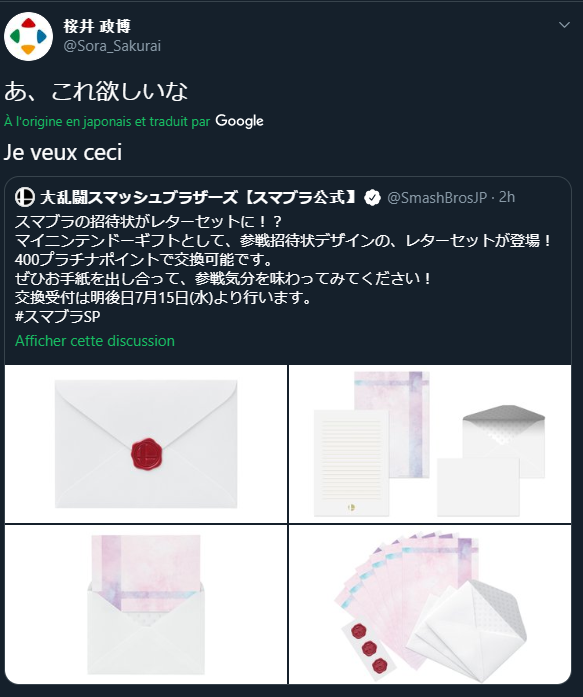 桜井 政博
@Sora_Sakurai
あ、これ欲しいな
À l'origine en japonais et traduit par Google
Je veux ceci
大乱闘スマッシュブラザーズ【スマブラ公式】 @SmashBrosJP · 2h
スマブラの招待状がレターセットに！？
マイニンテンドーギフトとして、参戦招待状デザインの、レターセットが登場！
400プラチナポイントで交換可能です。
ぜひお手紙を出し合って、参戦気分を味わってみてください！
交換受付は明後日7月15日(水)より行います。
#スマブラSP
Afficher cette discussion